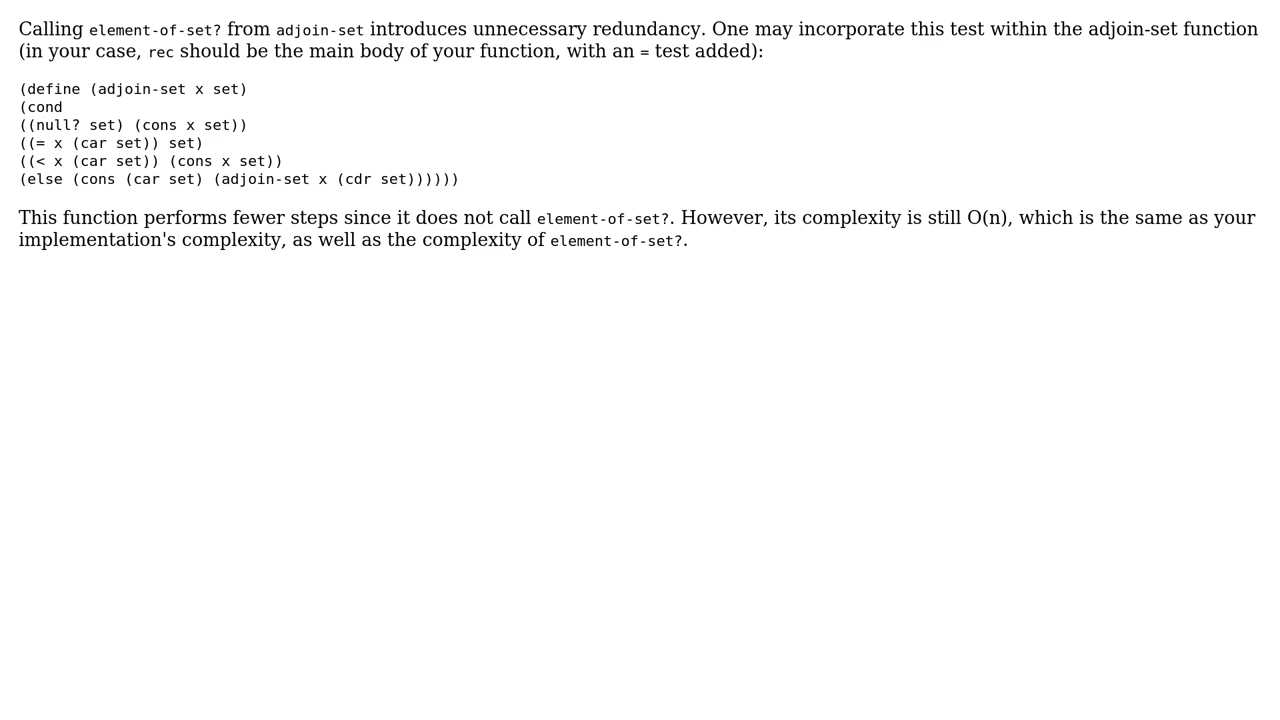 Calling element-of-set? from adjoin-set introduces unnecessary redundancy. One may incorporate this test within the adjoin-set function
(in your case, rec should be the main body of your function, with an = test added):
(define (adjoin-set x set)
(cond
((null? set) (cons x set))
((= x (car set)) set)
((< x (car set)) (cons x set))
(else (cons (car set) (adjoin-set x (cdr set))))))
This function performs fewer steps since it does not call element-of-set?. However, its complexity is still O(n), which is the same as your
implementation's complexity, as well as the complexity of element-of-set?.